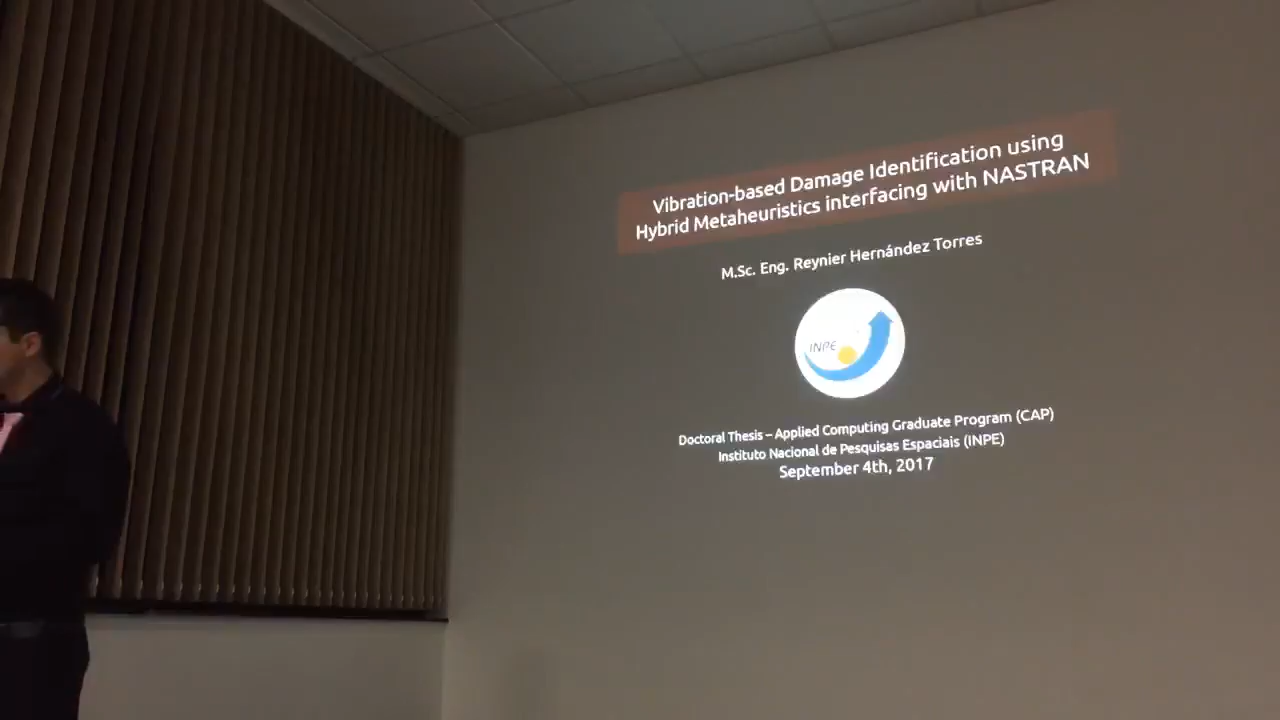 Vibration-based Damage Identification using
Hybrid Metaheuristics interfacing with NASTRAN
M.Sc. Eng. Reynier Hernández Torres
INPE
Doctoral Thesis – Applied Computing Graduate Program (CAP)
Instituto Nacional de Pesquisas Espaciais (INPE)
September 4th, 2017